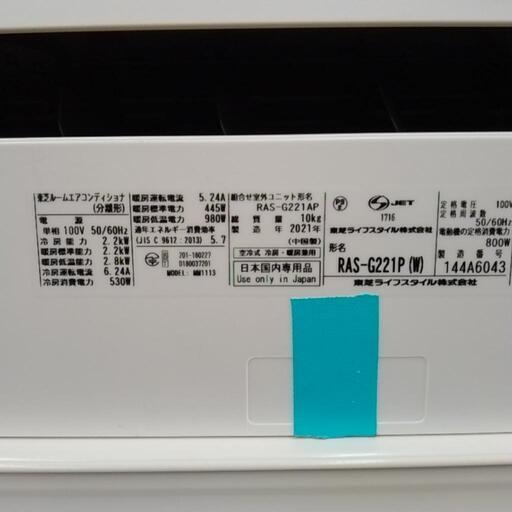 東芝ルームエアコンディショナ
(分離形)
電 源
単相 100V 50/60Hz
冷 房 能 力 2.2kW
暖房標準能力 2.2kW
暖房低温能力 2.8kW
冷房運転電流 6.24A
冷房消費電力 530W
暖房運転電流 5.24A
暖房標準電力 445W
暖房低温電力 980W
通年エネルギー消費効率
(JIS C 9612:2013) 5.7
201-180227
D180037201
MODEL: MM1113
組合せ室外ユニット形名
RAS-G221AP
総 質 量 10kg
製 造 年 2021年
(中国製)
空冷式 冷房・暖房兼用
日本国内専用品
Use only in Japan
JET
1716
東芝ライフスタイル株式会社
形名
RAS-G221P(W)
定 格 電 圧 100V
定 格 周 波 数
50/60Hz
電動機の定格消費電力
800W
製 造 番 号
144A6043
東芝ライフスタイル株式会社